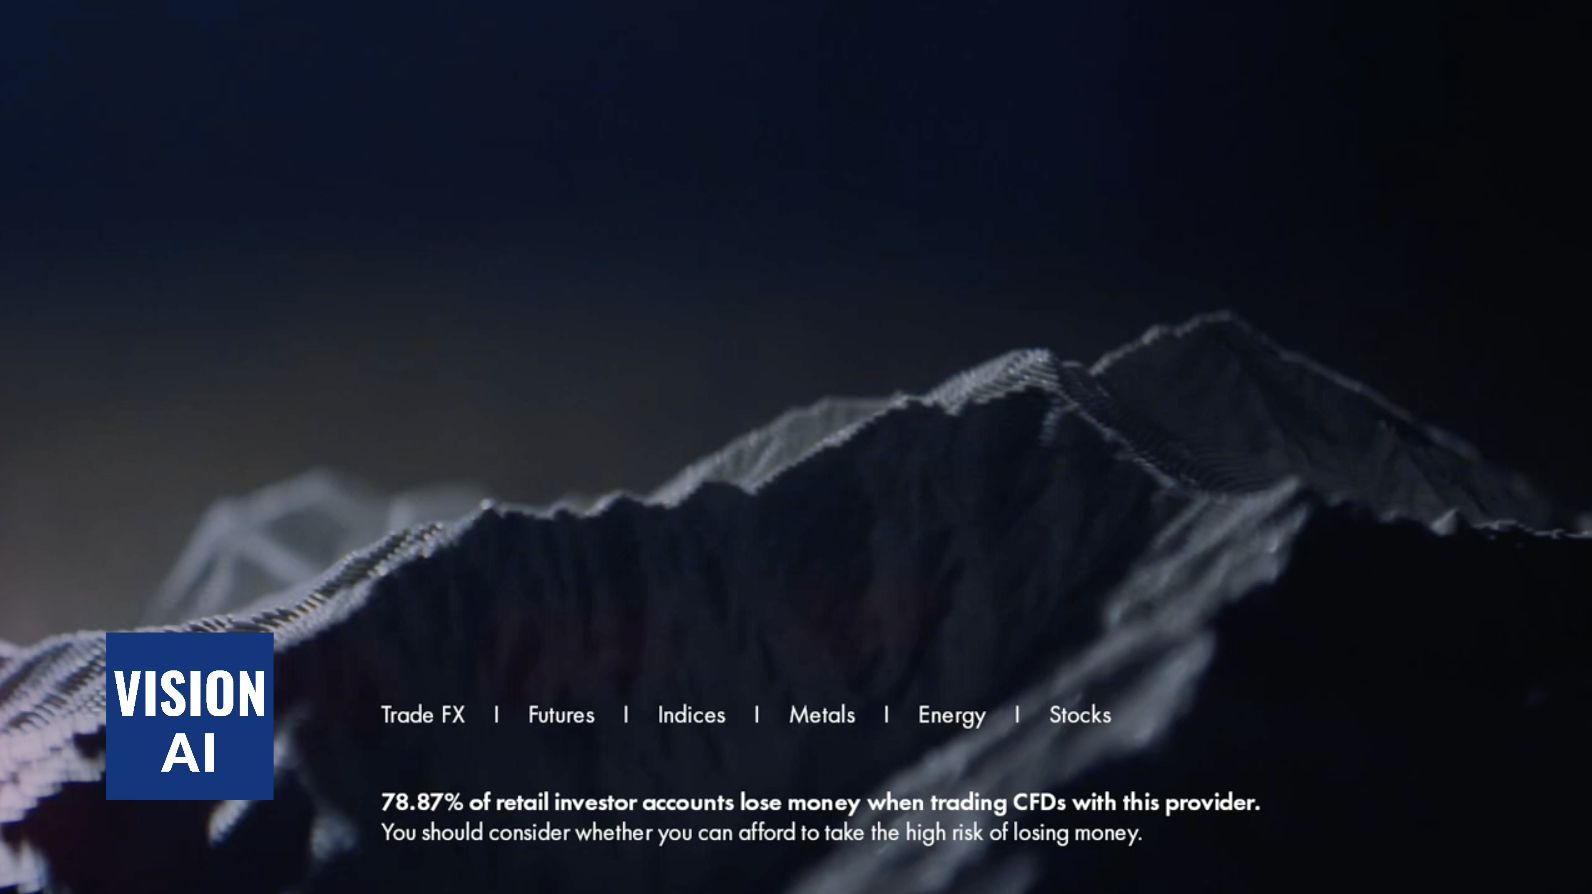 VISION
AI
Trade FX | Futures | Indices | Metals | Energy | Stocks
78.87% of retail investor accounts lose money when trading CFDs with this provider.
You should consider whether you can afford to take the high risk of losing money.